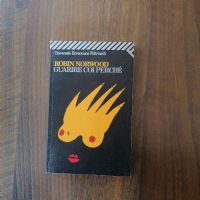 Universale Economica Feltrinelli
ROBIN NORWOOD
GUARIRE COI PERCHÉ